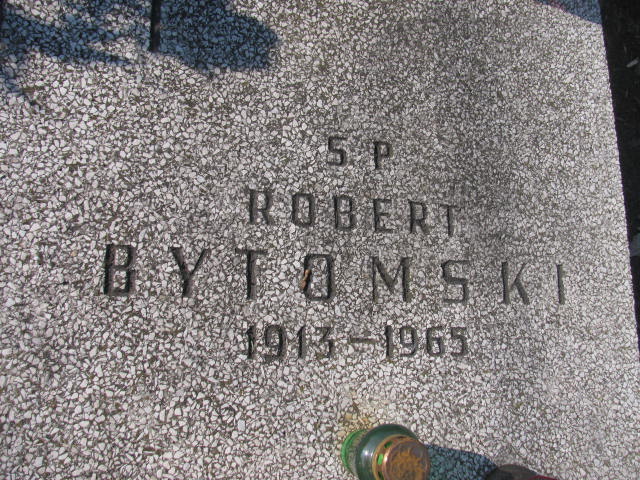 S P
ROBERT
BYTOMSKI
1913-1965